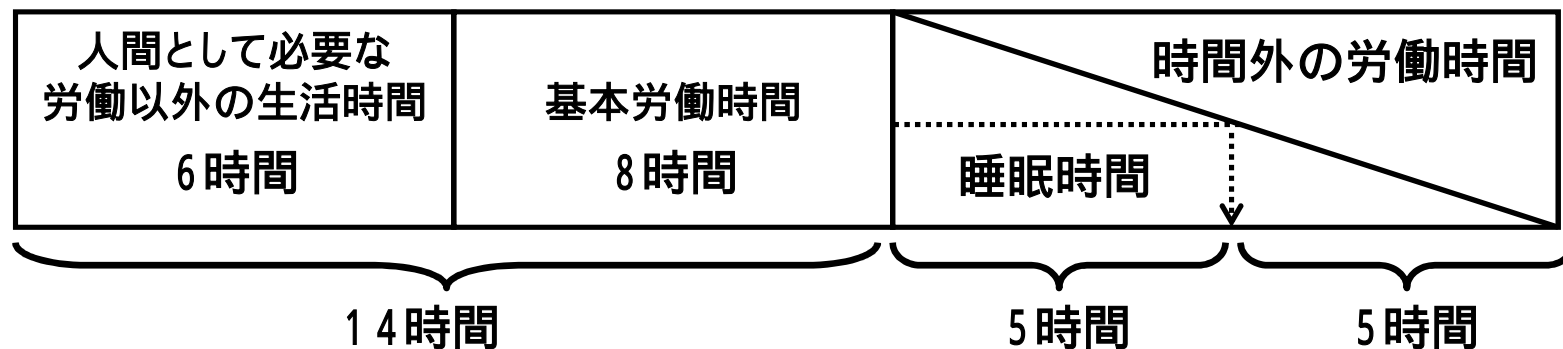 人間として必要な
労働以外の生活時間
6時間
基本労働時間
8時間
時間外の労働時間
睡眠時間
14時間
5時間
5時間